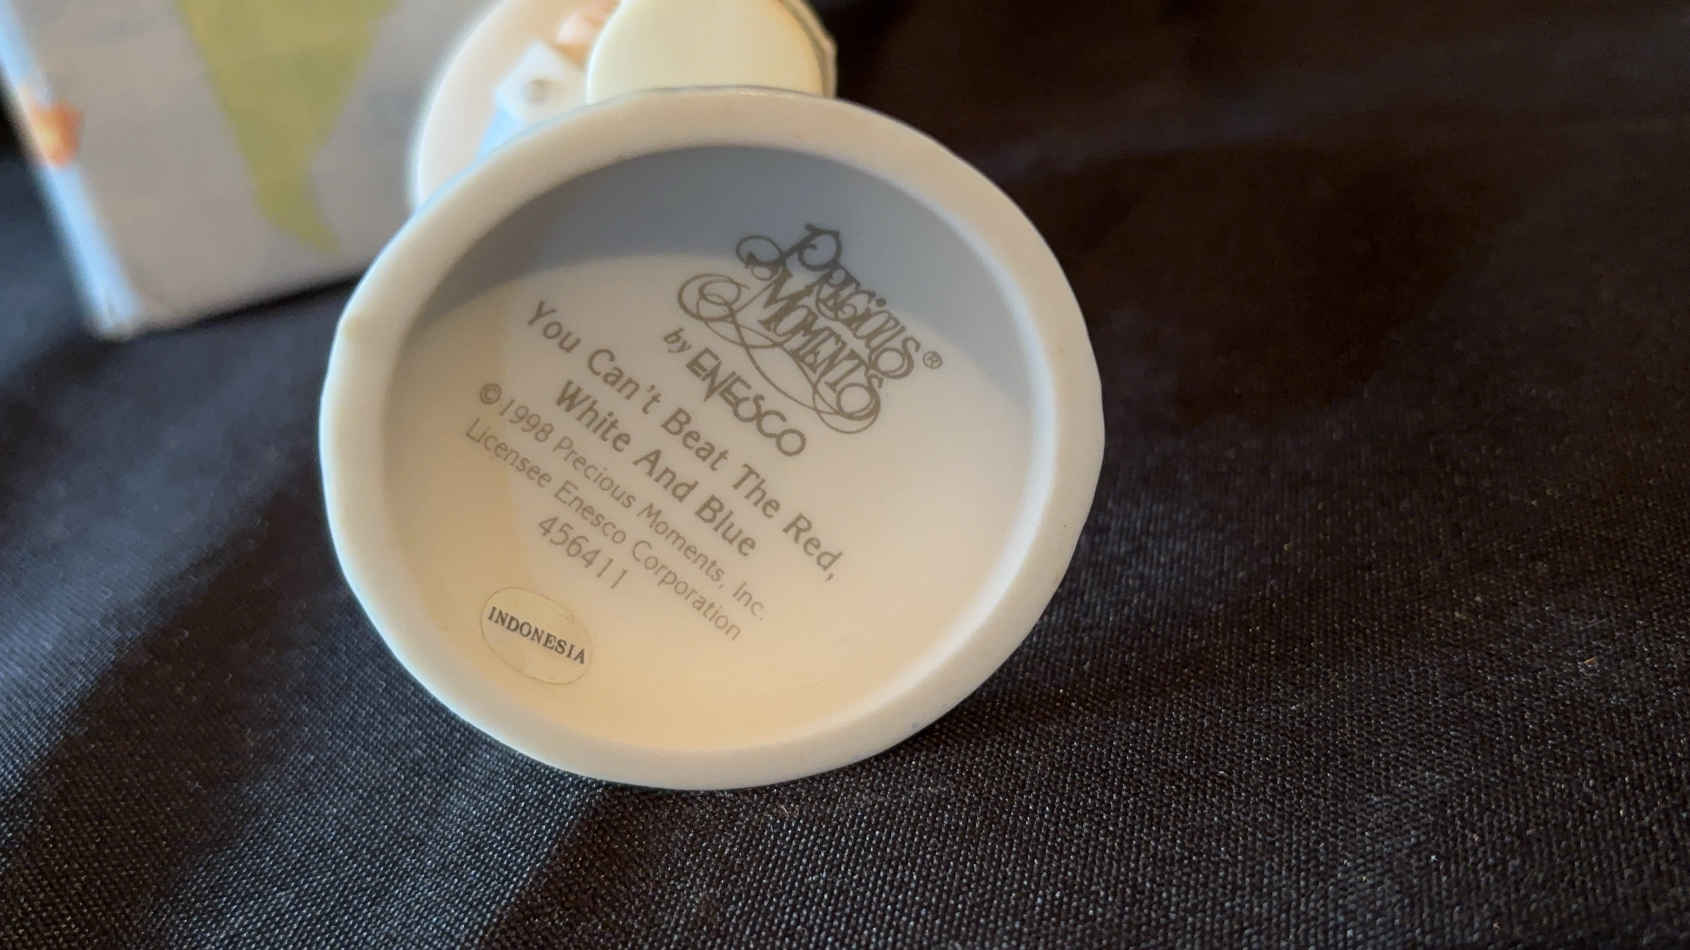 PRECIOUS
MOMENTS®
by ENESCO
You Can't Beat The Red,
White And Blue
©1998 Precious Moments, Inc.
Licensee Enesco Corporation
456411
INDONESIA